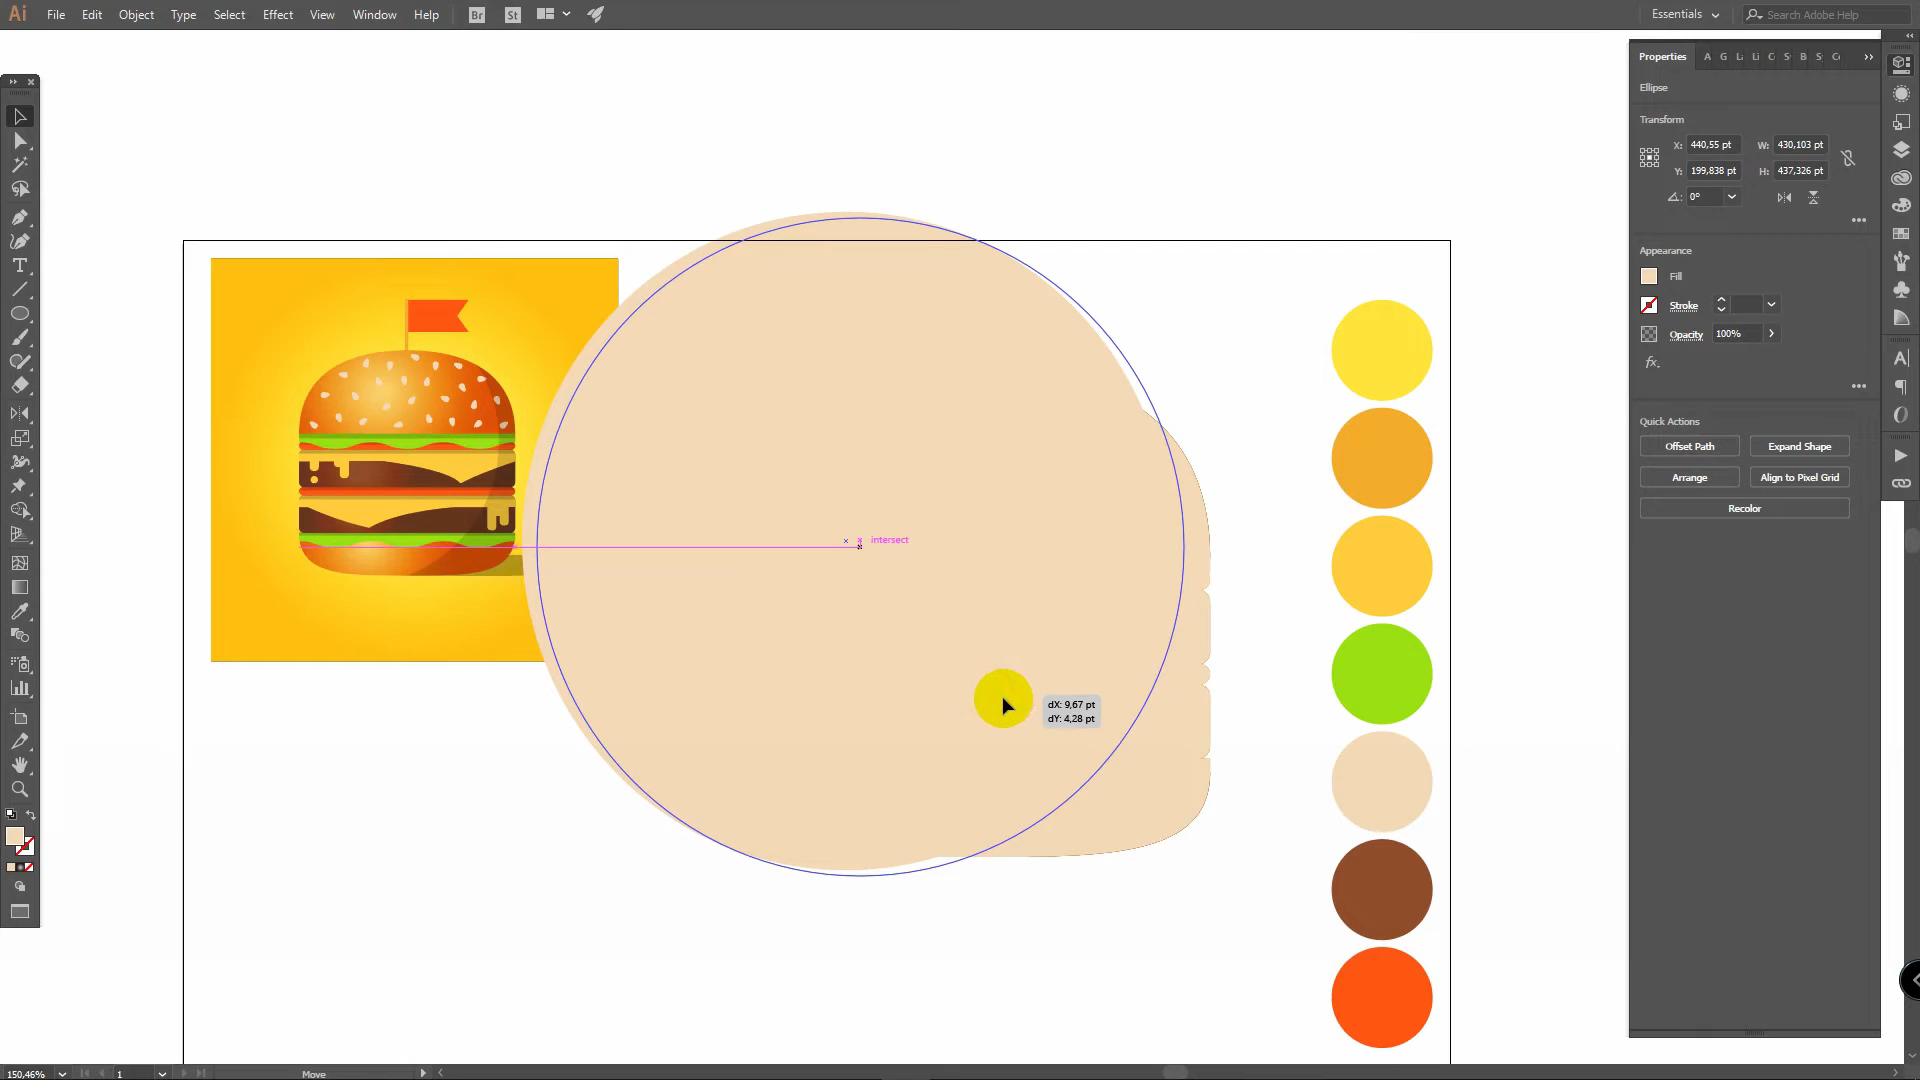 Ai File Edit Object Type Select Effect View Window Help Br St Essentials Search Adobe Help
Properties A G L Li C S B S C
Ellipse
Transform
X: 440,55 pt W: 430,103 pt
Y: 199,838 pt H: 437,326 pt
0°
Appearance
Fill
Stroke
Opacity 100%
fx.
Quick Actions
Offset Path Expand Shape
Arrange Align to Pixel Grid
Recolor
intersect
dX: 9,67 pt
dY: 4,28 pt
150,46% 1 Move